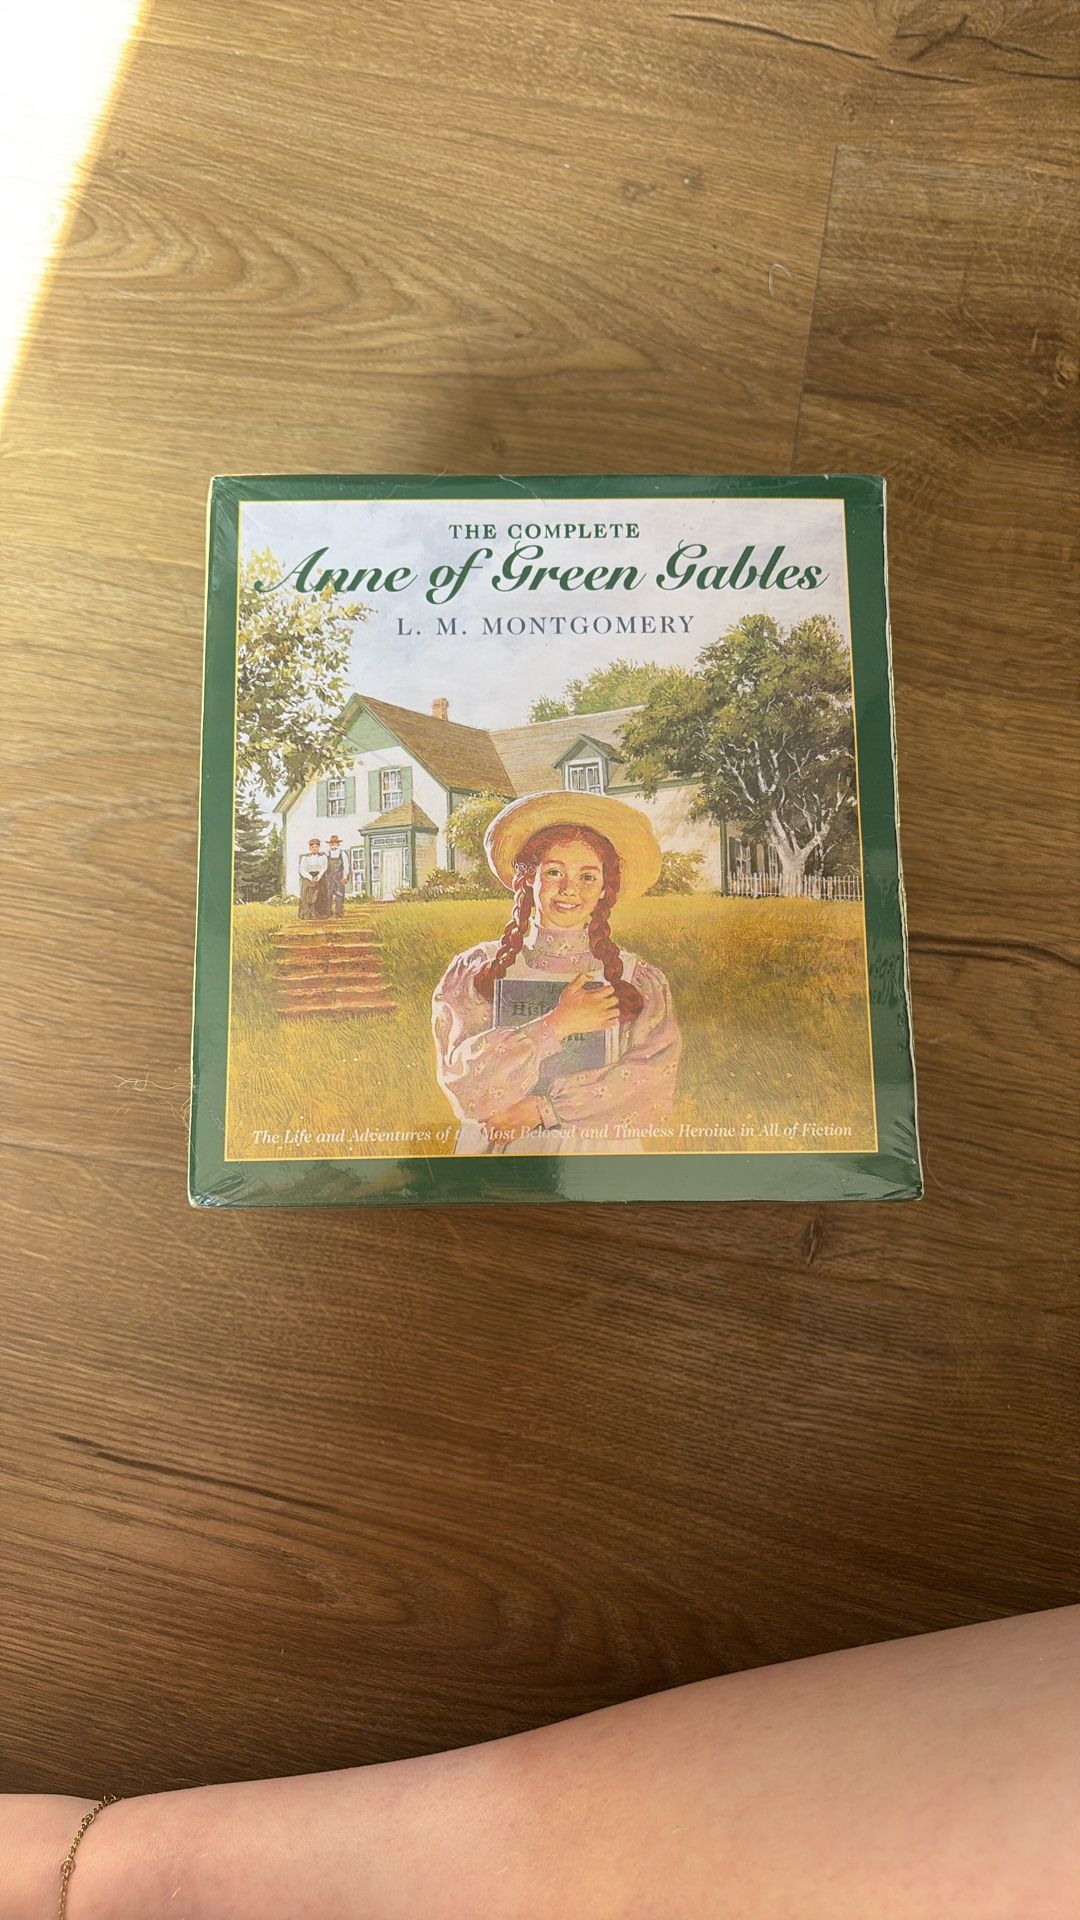 THE COMPLETE
Anne of Green Gables
L. M. MONTGOMERY
The Life and Adventures of the Most Beloved and Timeless Heroine in All of Fiction